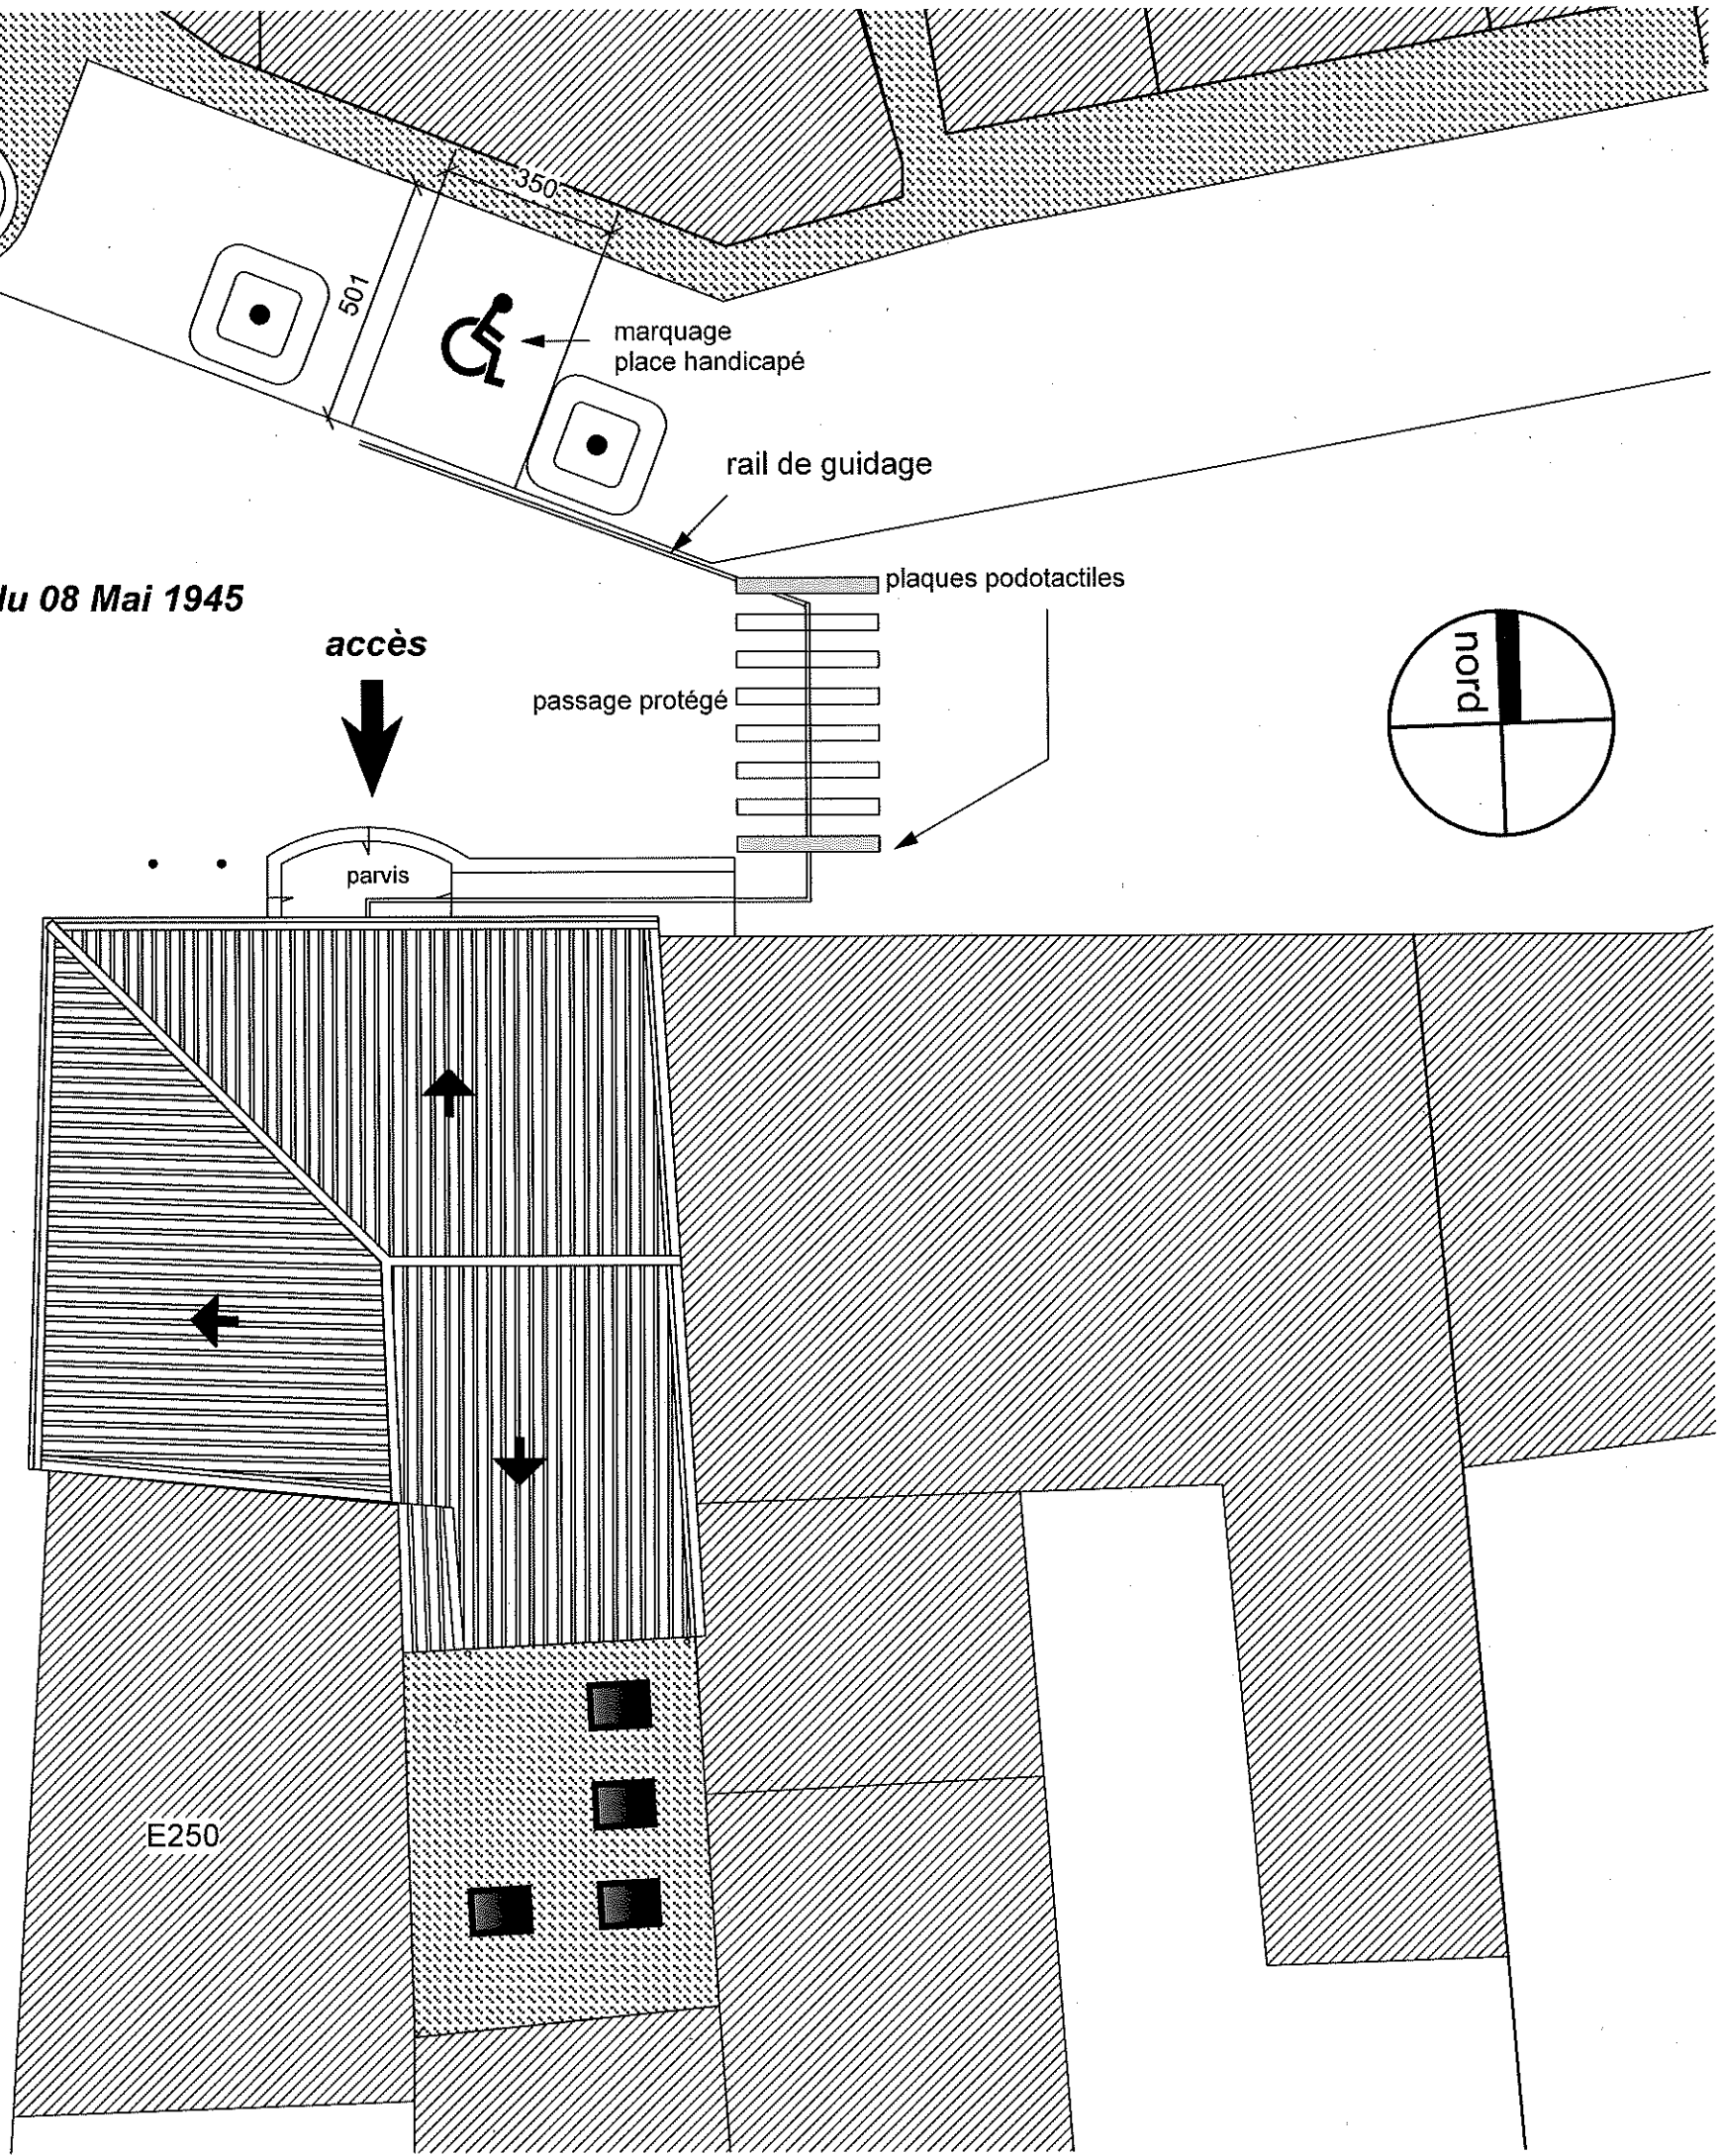 350
501
marquage
place handicapé
rail de guidage
du 08 Mai 1945
plaques podotactiles
accès
nord
passage protégé
parvis
E250